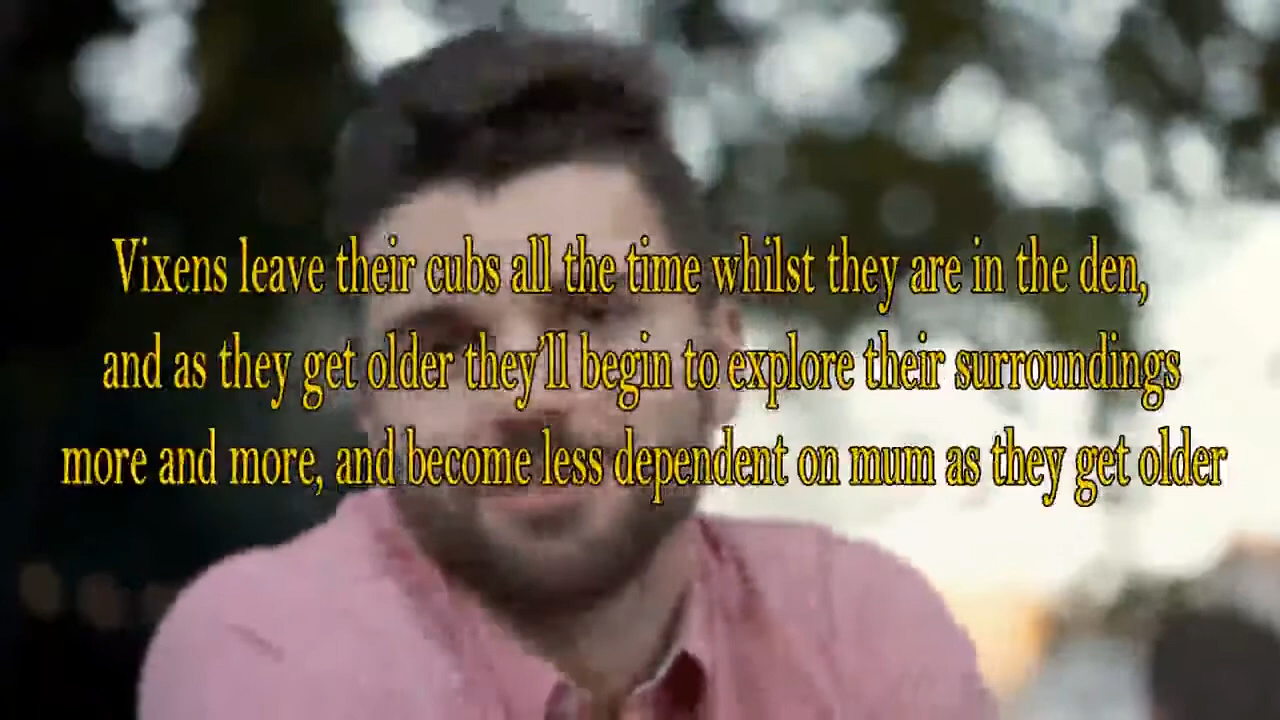 Vixens leave their cubs all the time whilst they are in the den,
and as they get older they'll begin to explore their surroundings
more and more, and become less dependent on mum as they get older